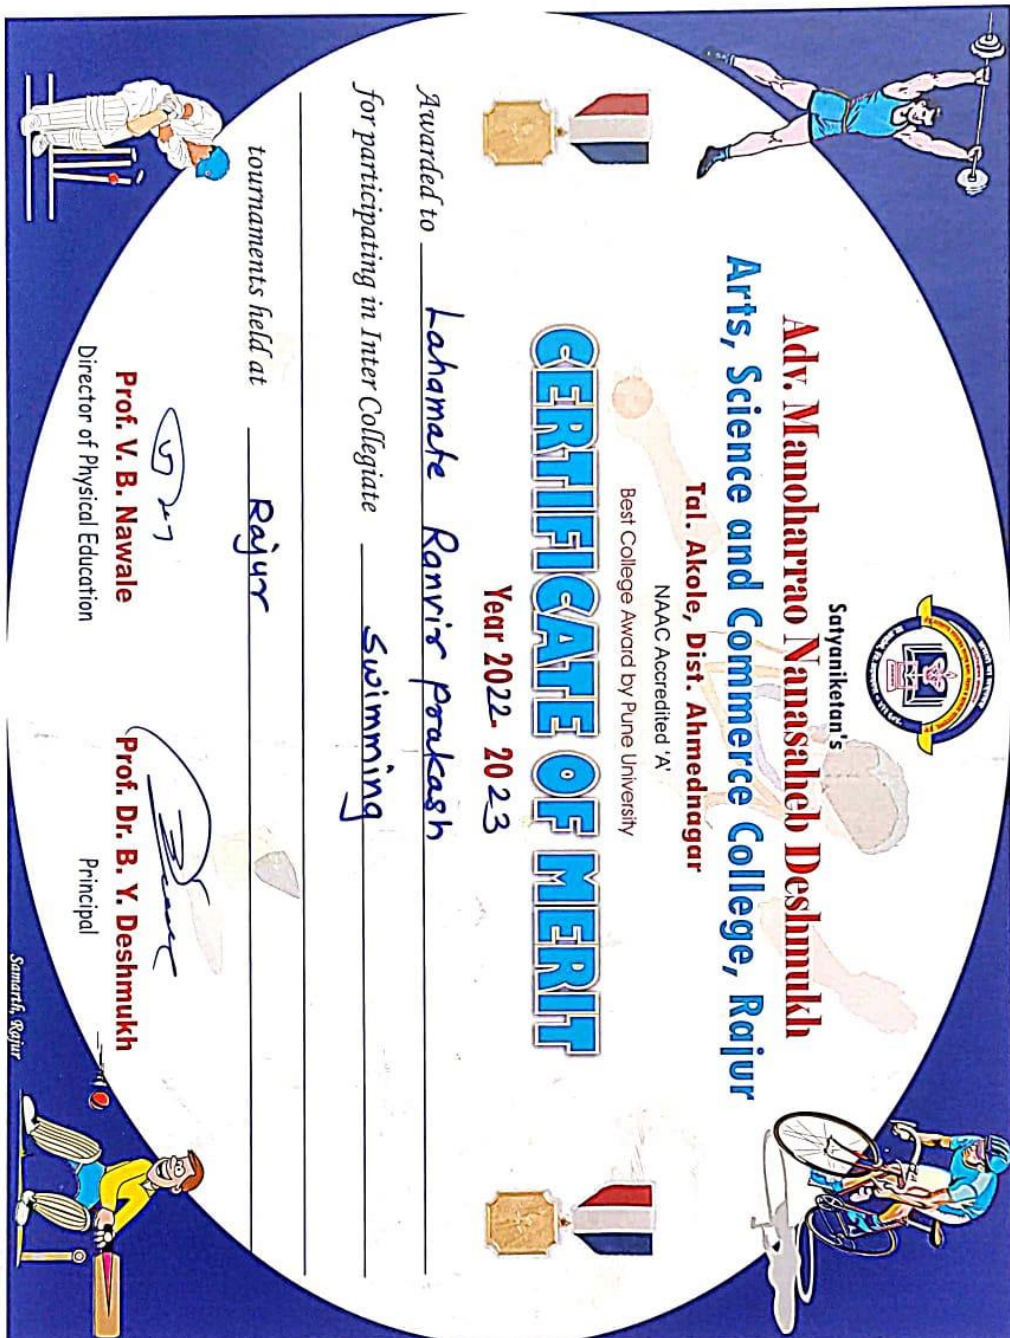 Satyaniketan's
Adv. Manoharrao Nanasaheb Deshmukh
Arts, Science and Commerce College, Rajur
Tal. Akole, Dist. Ahmednagar
NAAC Accredited 'A'
Best College Award by Pune University
CERTIFICATE OF MERIT
Year 2022- 2023
Awarded to Lahamate Ranvir prakash
for participating in Inter Collegiate Swimming
tournaments held at Rajur
Prof. V. B. Nawale
Director of Physical Education
Prof. Dr. B. Y. Deshmukh
Principal
Samarth, Rajur